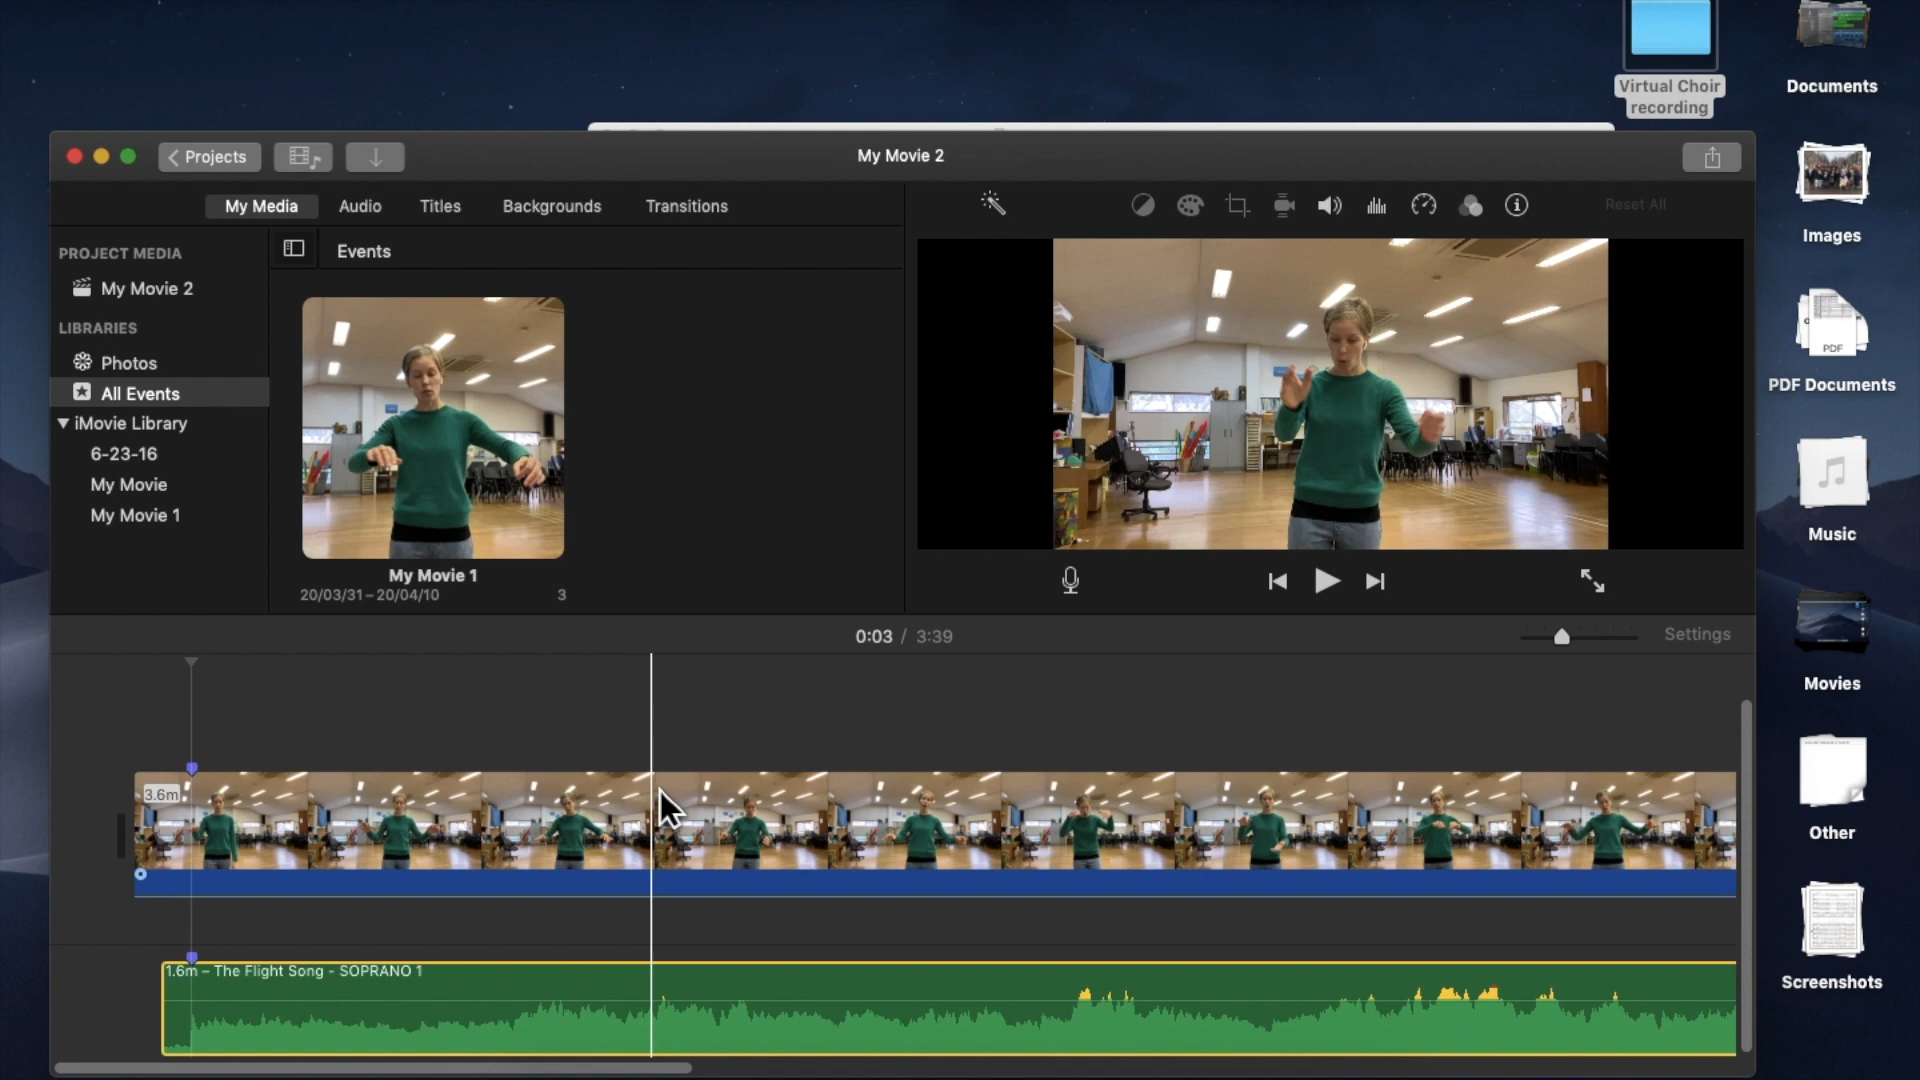 Virtual Choir
recording
Documents
Projects
My Movie 2
My Media
Audio
Titles
Backgrounds
Transitions
Reset All
PROJECT MEDIA
My Movie 2
LIBRARIES
Photos
All Events
iMovie Library
6-23-16
My Movie
My Movie 1
Events
My Movie 1
20/03/31 – 20/04/10
3
Images
PDF
PDF Documents
Music
Movies
Other
Screenshots
0:03 / 3:39
Settings
3.6m
1.6m – The Flight Song - SOPRANO 1